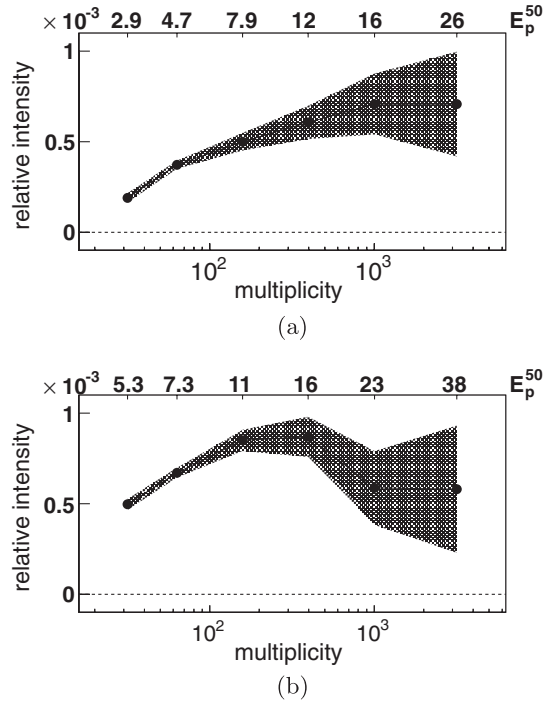 × 10⁻³ 2.9 4.7 7.9 12 16 26 E_p^50
1
0.5
0
relative intensity
10² 10³
multiplicity
(a)
× 10⁻³ 5.3 7.3 11 16 23 38 E_p^50
1
0.5
0
relative intensity
10² 10³
multiplicity
(b)